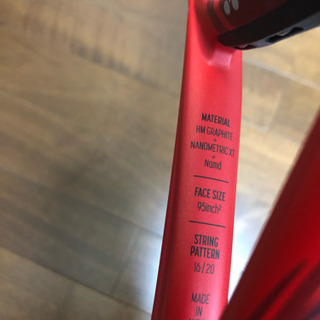 MATERIAL
HM GRAPHITE
+
NANOMETRIC XT
+
Namd
FACE SIZE
95inch²
STRING
PATTERN
16/20
MADE
IN